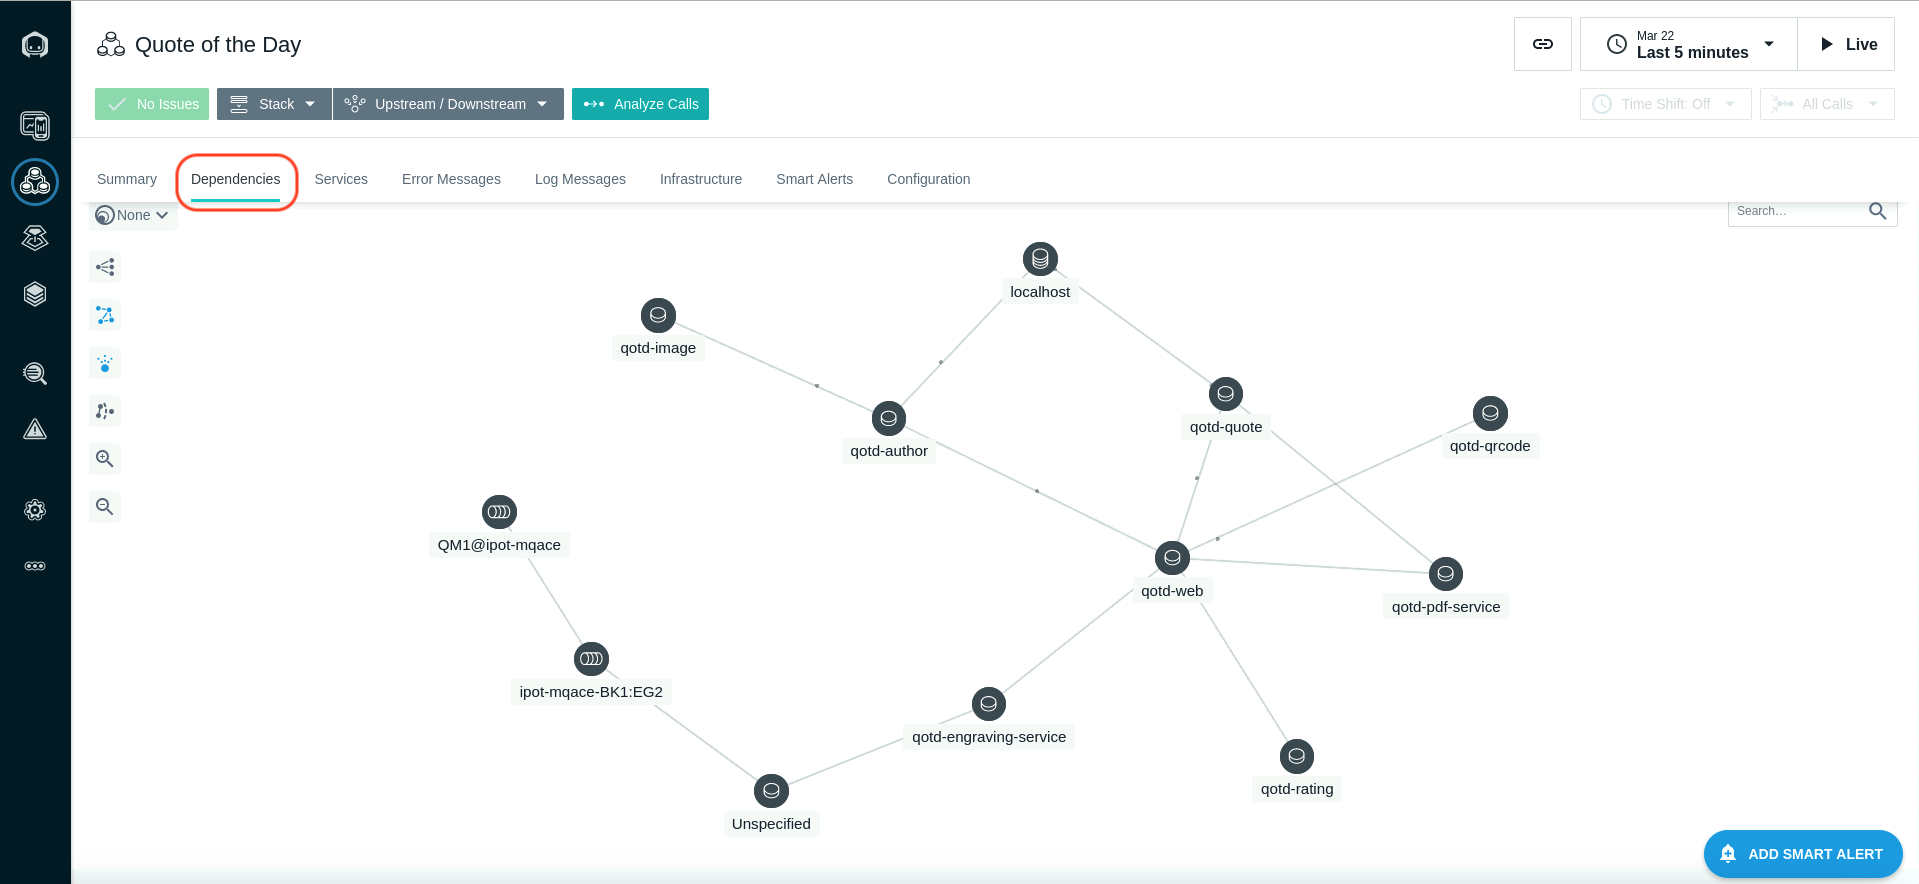 Quote of the Day
Mar 22
Last 5 minutes
Live
No Issues
Stack
Upstream / Downstream
Analyze Calls
Time Shift: Off
All Calls
Summary
Dependencies
Services
Error Messages
Log Messages
Infrastructure
Smart Alerts
Configuration
None
Search...
localhost
qotd-image
qotd-quote
qotd-qrcode
qotd-author
QM1@ipot-mqace
qotd-web
qotd-pdf-service
ipot-mqace-BK1:EG2
qotd-engraving-service
qotd-rating
Unspecified
ADD SMART ALERT